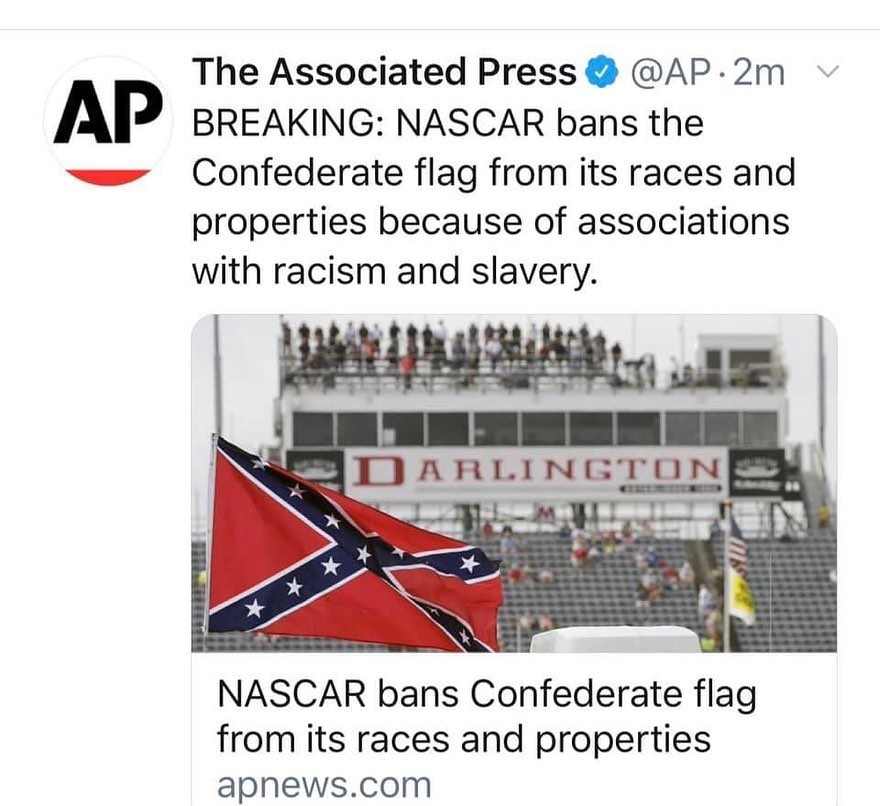 AP
The Associated Press @AP · 2m
BREAKING: NASCAR bans the
Confederate flag from its races and
properties because of associations
with racism and slavery.
DARLINGTON
NASCAR bans Confederate flag
from its races and properties
apnews.com